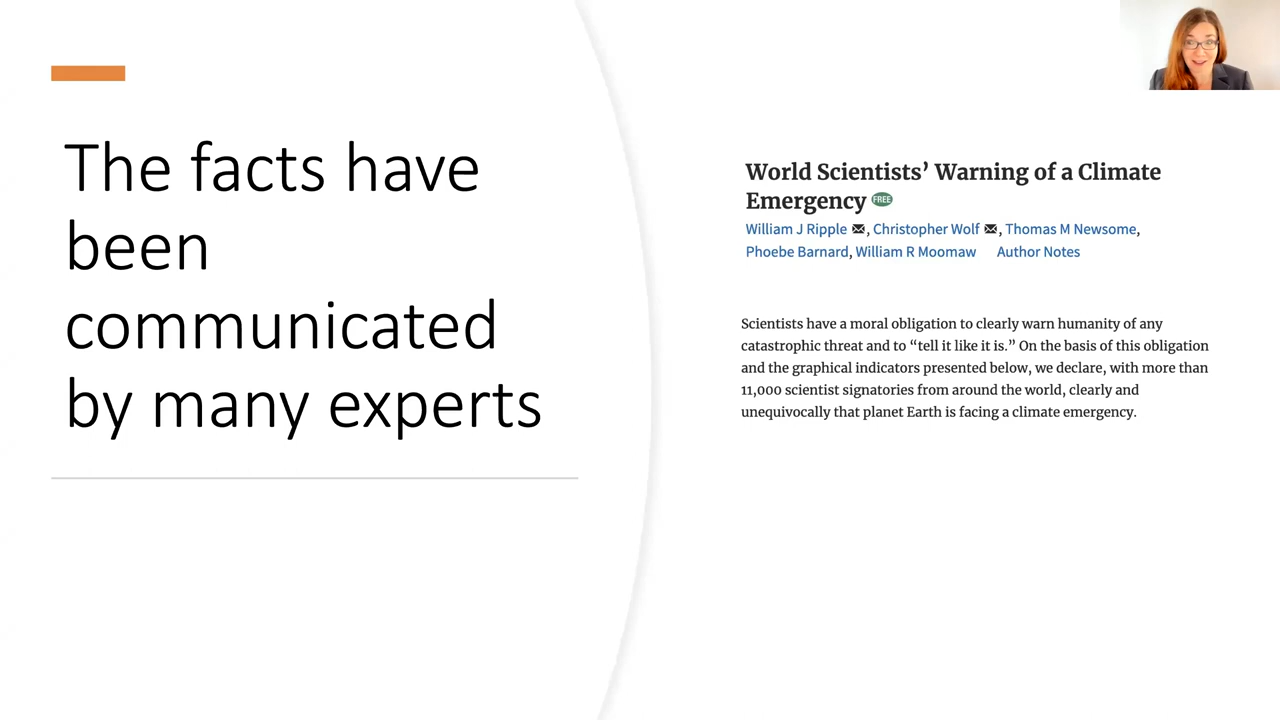 The facts have
been
communicated
by many experts
World Scientists’ Warning of a Climate
Emergency FREE
William J Ripple, Christopher Wolf, Thomas M Newsome,
Phoebe Barnard, William R Moomaw Author Notes
Scientists have a moral obligation to clearly warn humanity of any
catastrophic threat and to “tell it like it is.” On the basis of this obligation
and the graphical indicators presented below, we declare, with more than
11,000 scientist signatories from around the world, clearly and
unequivocally that planet Earth is facing a climate emergency.